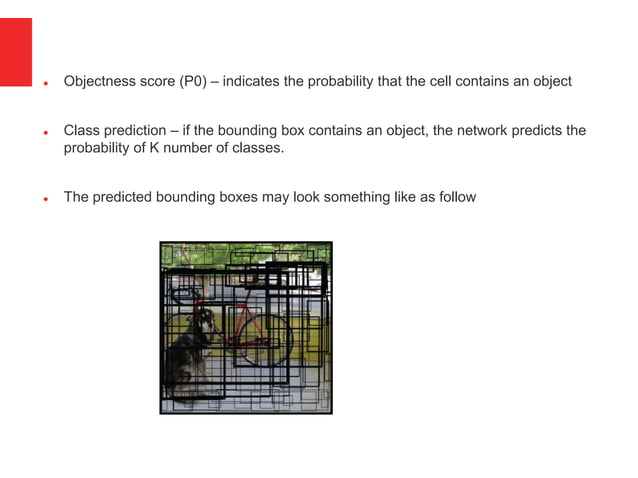 Objectness score (P0) – indicates the probability that the cell contains an object
Class prediction – if the bounding box contains an object, the network predicts the
probability of K number of classes.
The predicted bounding boxes may look something like as follow